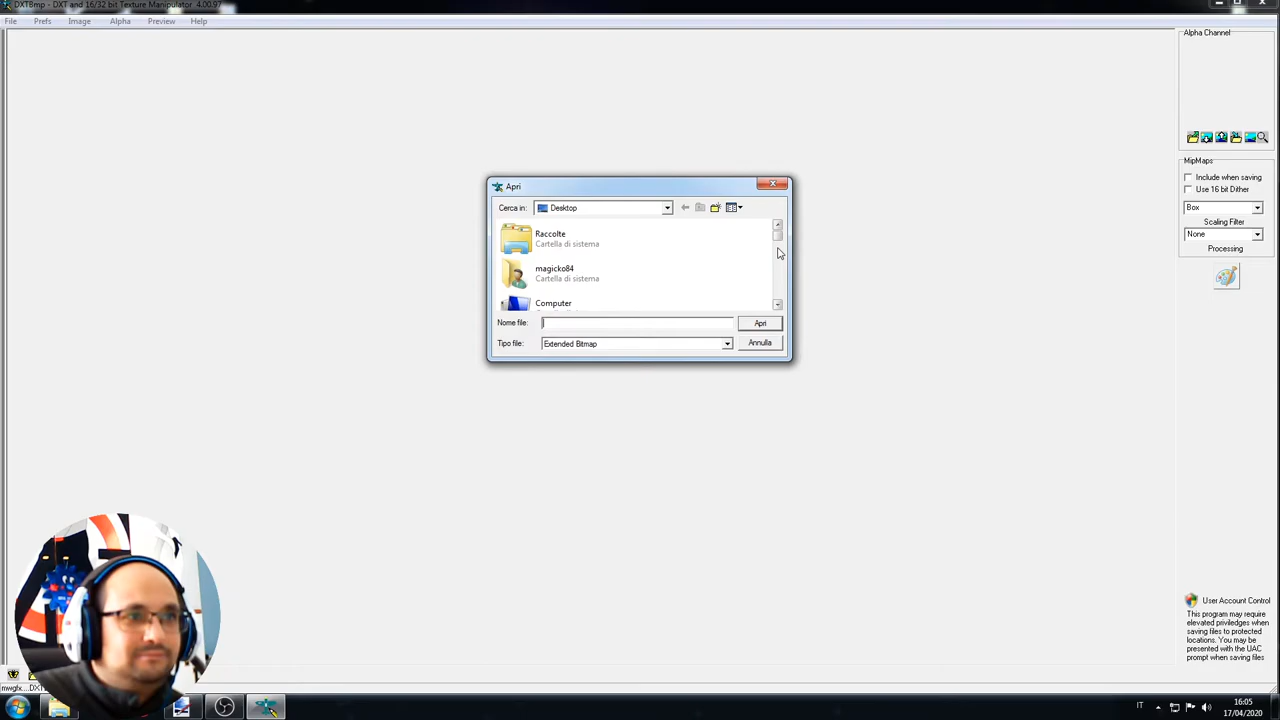 DXTBmp - DXT and 16/32 bit Texture Manipulator 4.00.97
File Prefs Image Alpha Preview Help
Alpha Channel
MipMaps
Include when saving
Use 16 bit Dither
Box
Scaling Filter
None
Processing
Apri
Cerca in: Desktop
Raccolte
Cartella di sistema
magicko84
Cartella di sistema
Computer
Nome file: Apri
Tipo file: Extended Bitmap Annulla
User Account Control
This program may require
elevated priviledges when
saving files to protected
locations. You may be
presented with the UAC
prompt when saving files
IT
16:05
17/04/2020